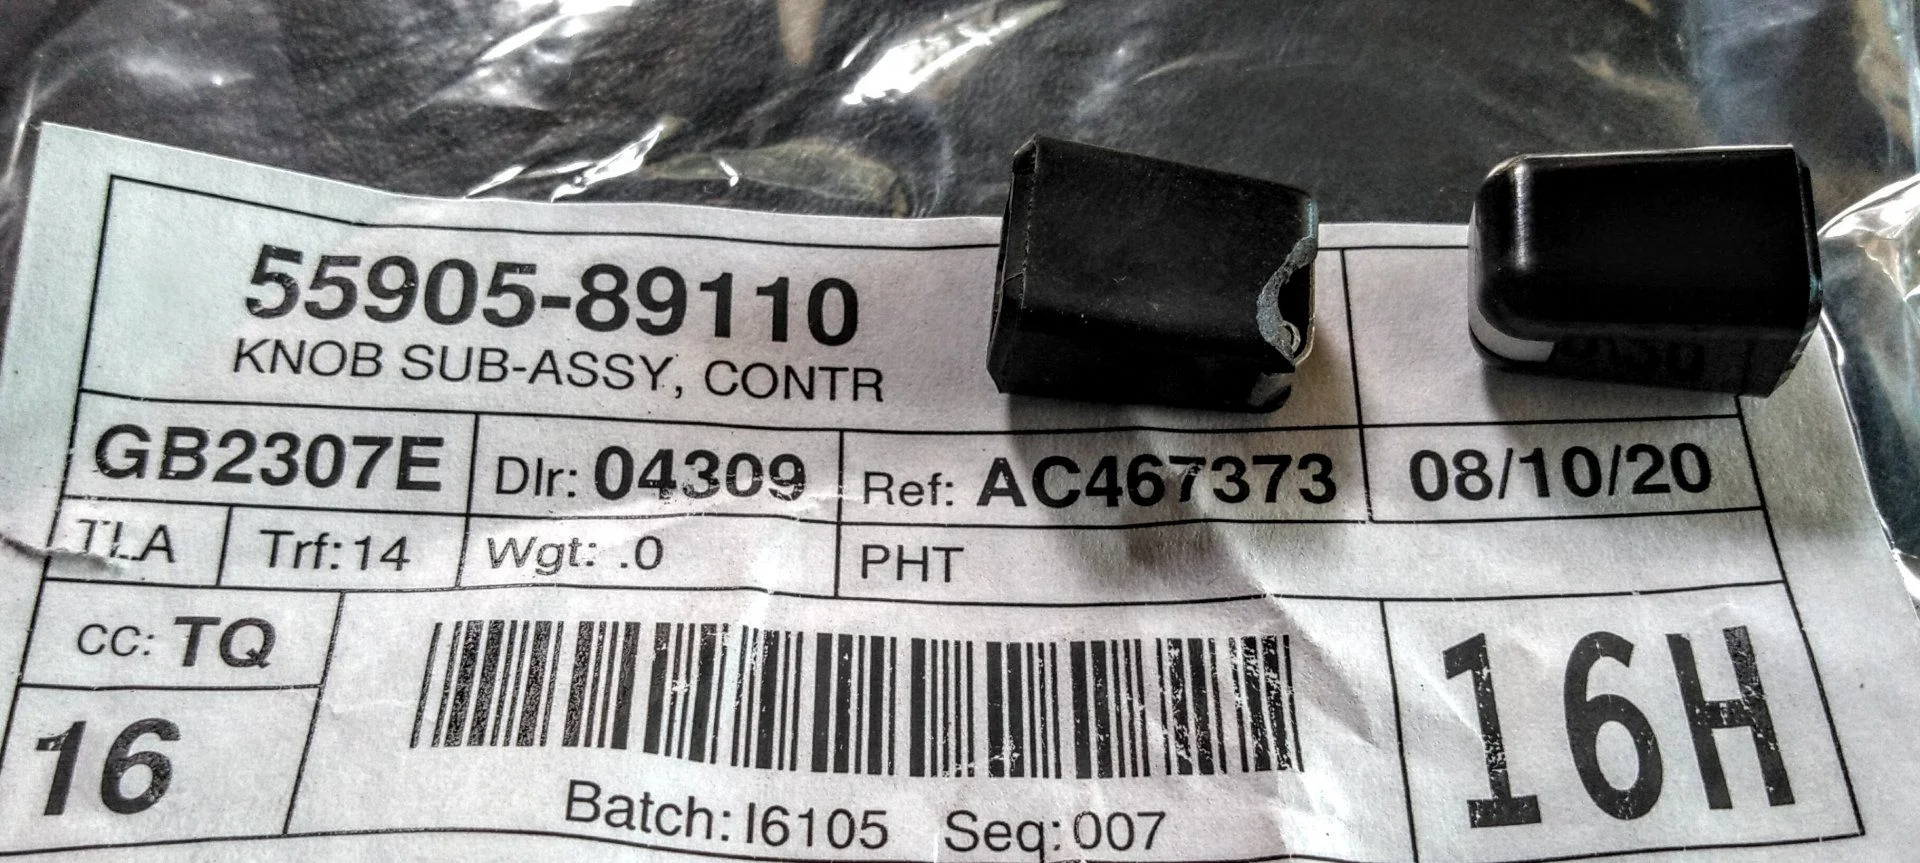 55905-89110
KNOB SUB-ASSY, CONTR
GB2307E Dlr: 04309 Ref: AC467373 08/10/20
TLA Trf: 14 Wgt: .0 PHT
CC: TQ
16
16H
Batch: I6105 Seq: 007